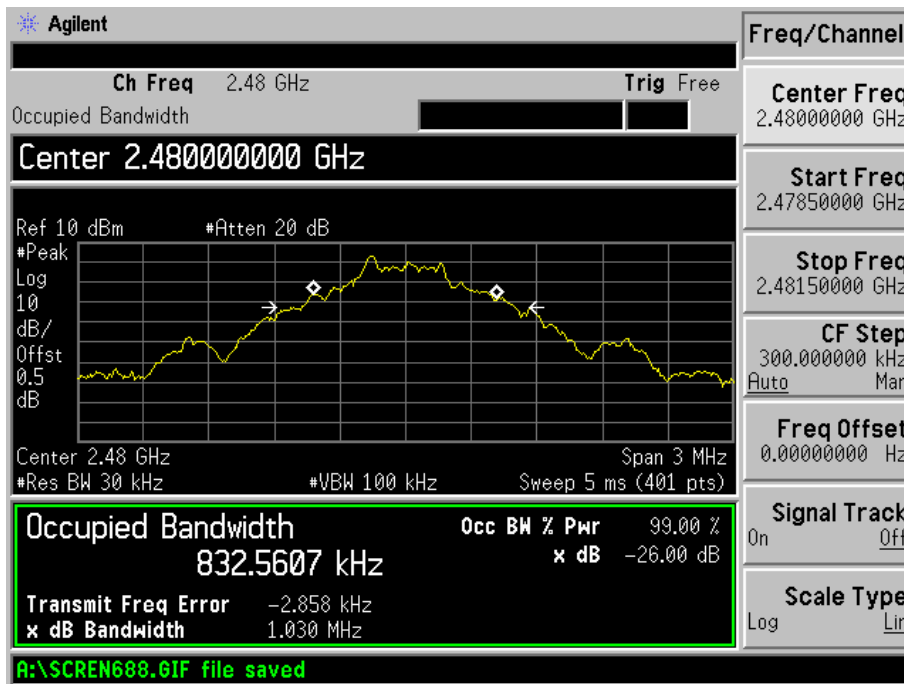 Agilent
Freq/Channel
Ch Freq 2.48 GHz Trig Free
Occupied Bandwidth
Center 2.480000000 GHz
Ref 10 dBm #Atten 20 dB
#Peak
Log
10
dB/
Offst
0.5
dB
Center 2.48 GHz Span 3 MHz
#Res BW 30 kHz #VBW 100 kHz Sweep 5 ms (401 pts)
Occupied Bandwidth
832.5607 kHz
Occ BW % Pwr 99.00 %
x dB -26.00 dB
Transmit Freq Error -2.858 kHz
x dB Bandwidth 1.030 MHz
A:\SCREN688.GIF file saved
Center Freq
2.48000000 GHz
Start Freq
2.47850000 GHz
Stop Freq
2.48150000 GHz
CF Step
300.000000 kHz
Auto Man
Freq Offset
0.00000000 Hz
Signal Track
On Off
Scale Type
Log Lin